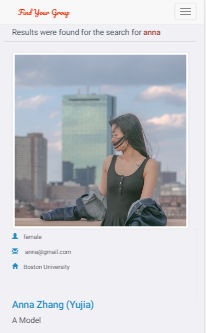 Find Your Group
Results were found for the search for anna
female
anna@gmail.com
Boston University
Anna Zhang (Yujia)
A Model